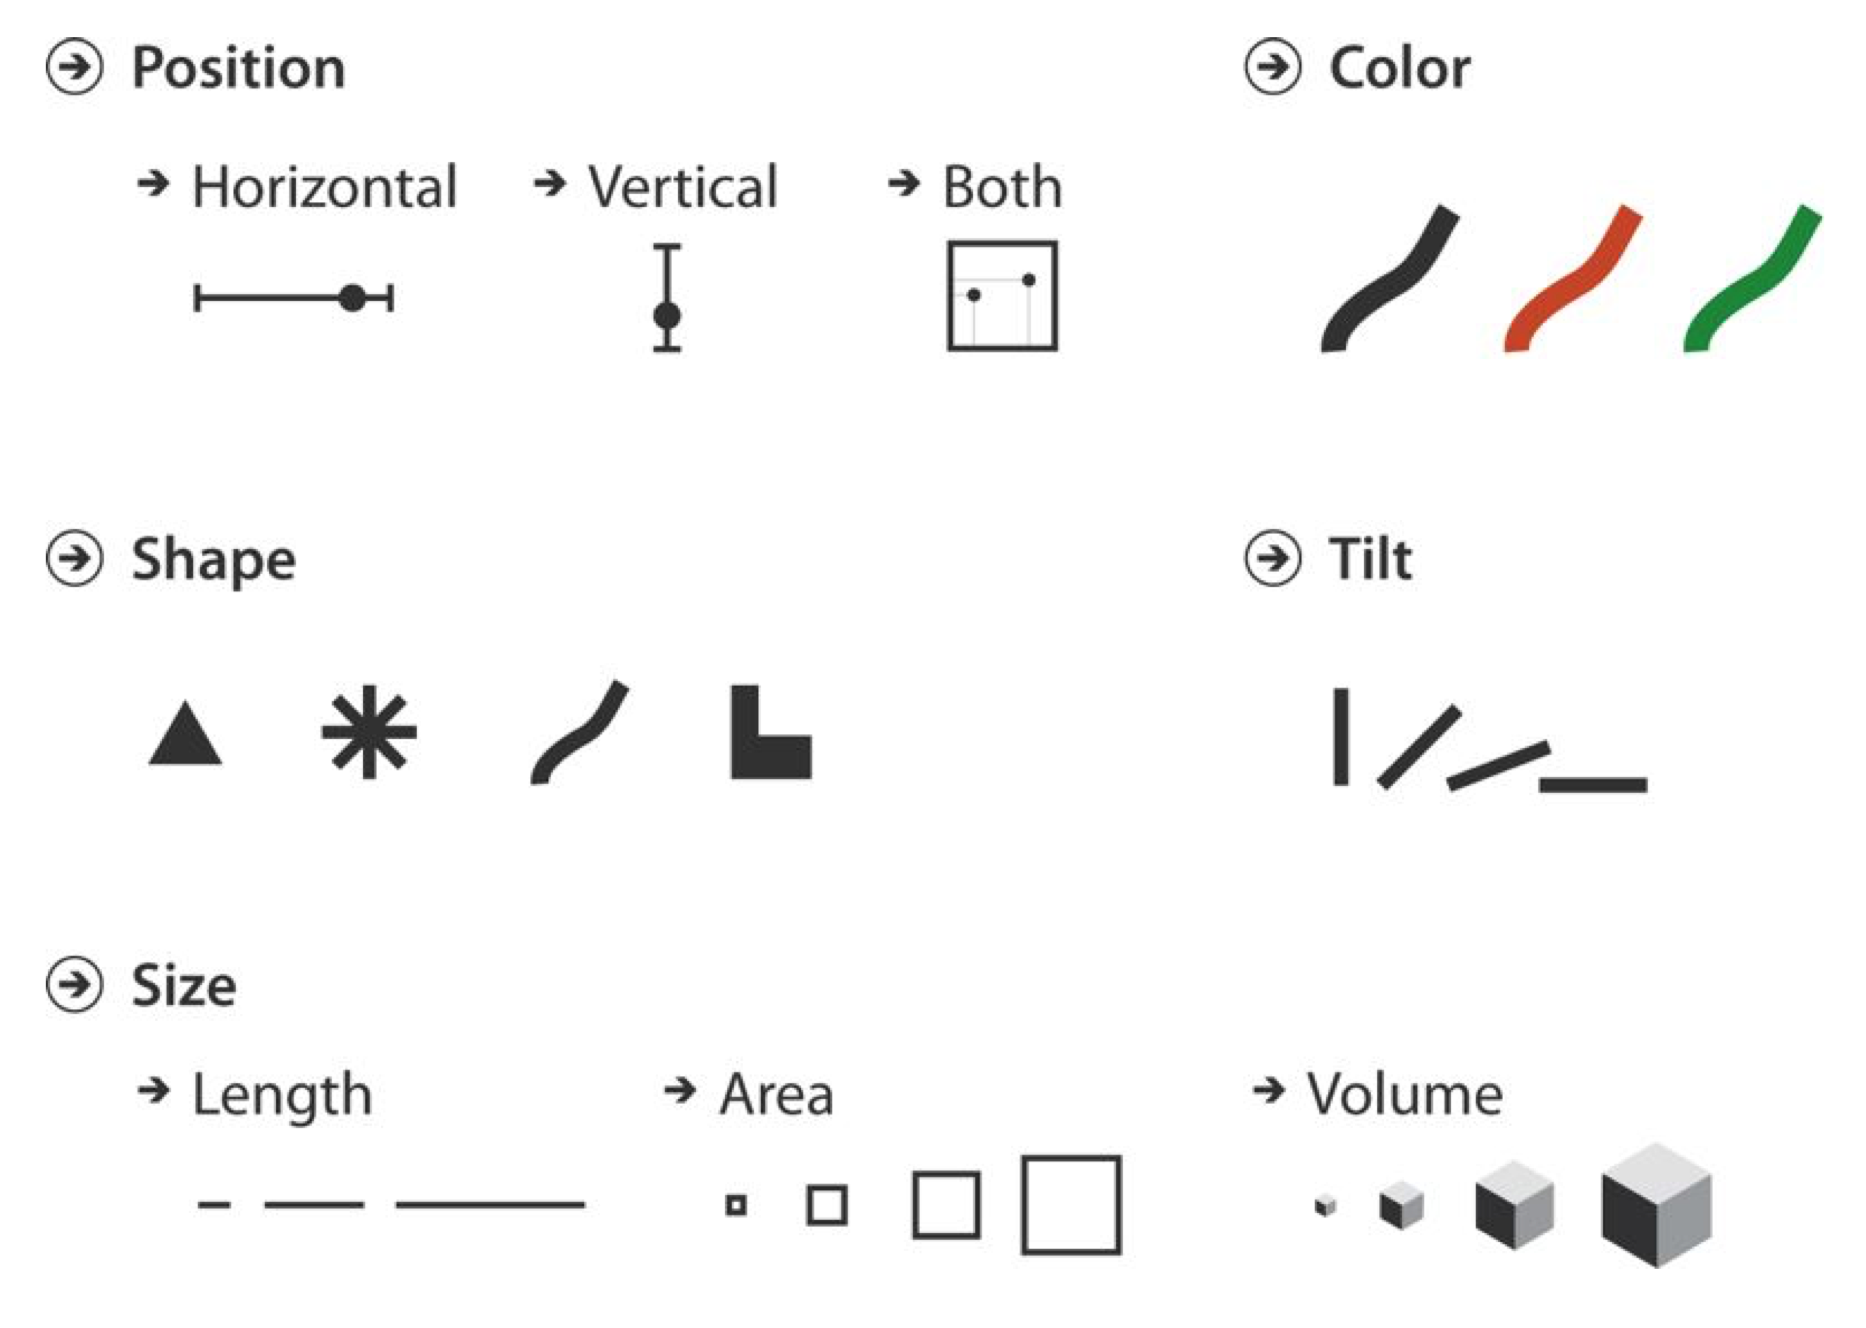 Position
Color
Horizontal
Vertical
Both
Shape
Tilt
Size
Length
Area
Volume